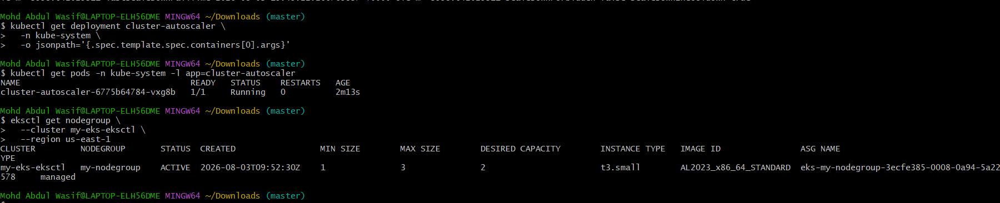 Mohd Abdul Wasif@LAPTOP-ELH56DME MINGW64 ~/Downloads (master)
$ kubectl get deployment cluster-autoscaler \
>   -n kube-system \
>   -o jsonpath='{.spec.template.spec.containers[0].args}'
Mohd Abdul Wasif@LAPTOP-ELH56DME MINGW64 ~/Downloads (master)
$ kubectl get pods -n kube-system -l app=cluster-autoscaler
NAME                                  READY   STATUS    RESTARTS   AGE
cluster-autoscaler-6775b64784-vxg8b   1/1     Running   0          2m13s
Mohd Abdul Wasif@LAPTOP-ELH56DME MINGW64 ~/Downloads (master)
$ eksctl get nodegroup \
>   --cluster my-eks-eksctl \
>   --region us-east-1
CLUSTER         NODEGROUP       STATUS  CREATED                 MIN SIZE        MAX SIZE        DESIRED CAPACITY        INSTANCE TYPE   IMAGE ID                ASG NAME
YPE
my-eks-eksctl   my-nodegroup    ACTIVE  2026-08-03T09:52:30Z    1               3               2                       t3.small        AL2023_x86_64_STANDARD  eks-my-nodegroup-3ecfe385-0008-0a94-5a22
578     managed
Mohd Abdul Wasif@LAPTOP-ELH56DME MINGW64 ~/Downloads (master)